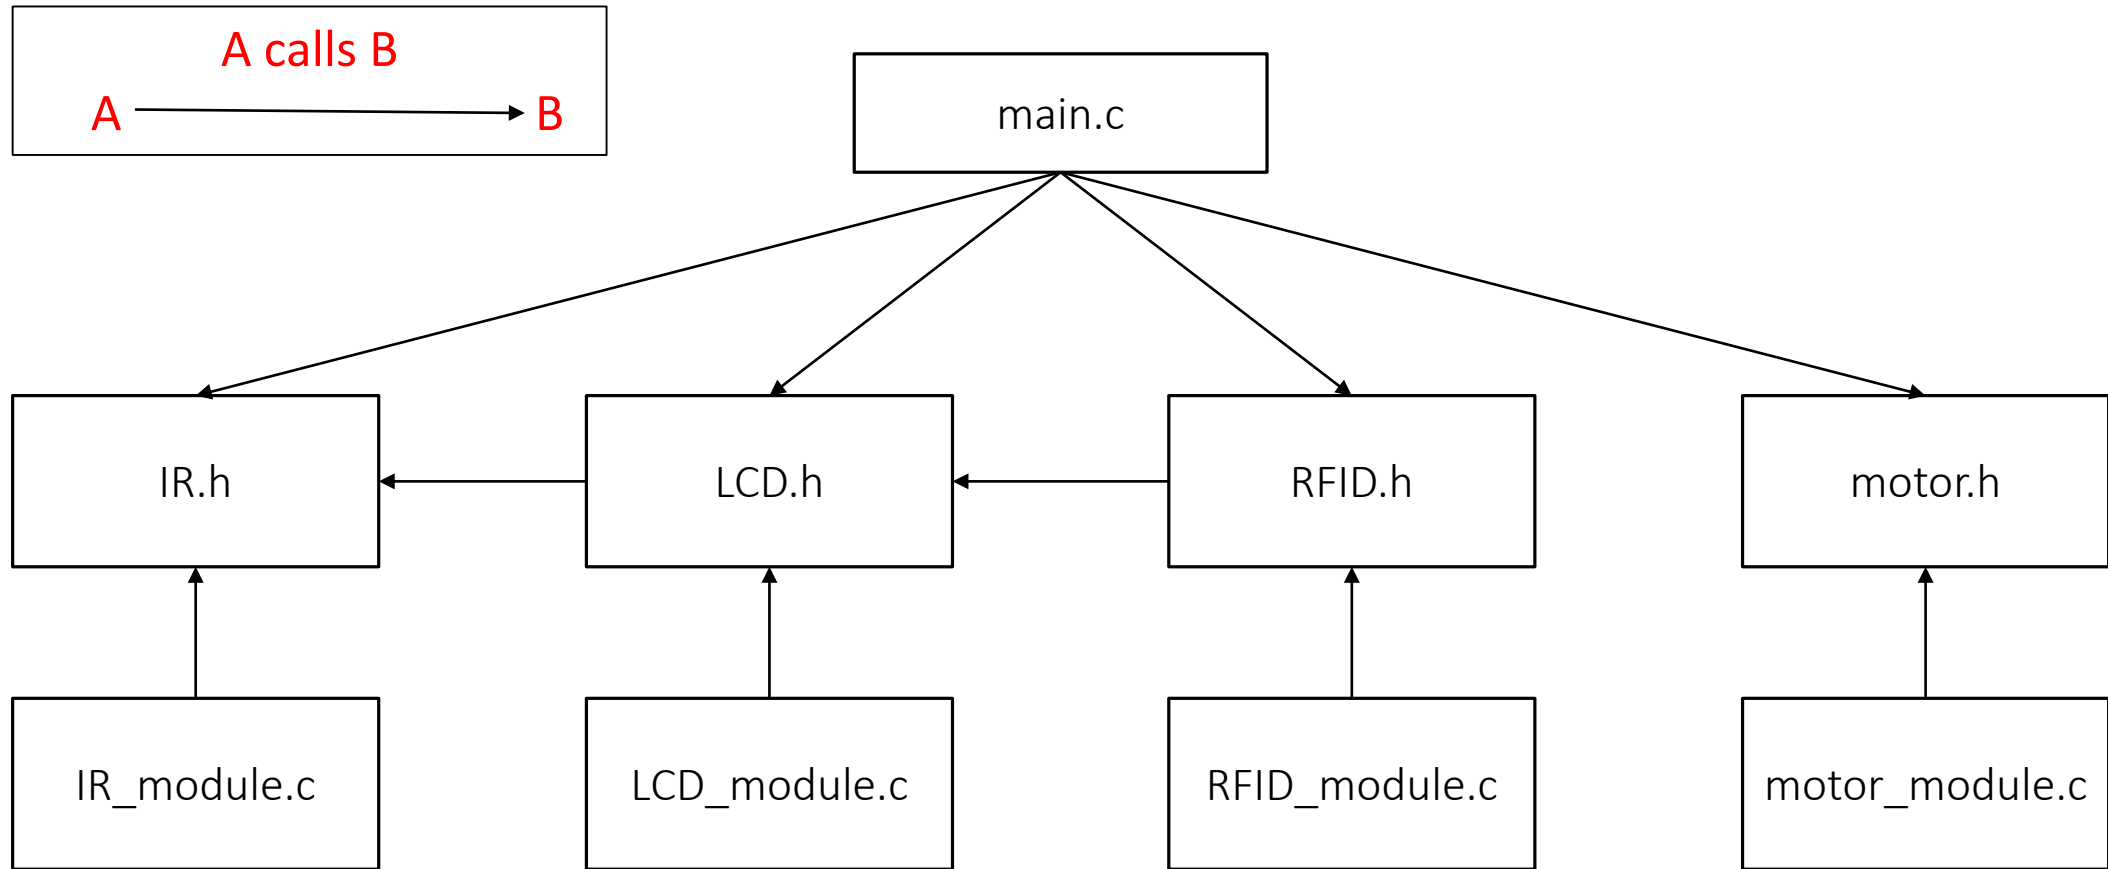 A calls B
A B
main.c
IR.h
LCD.h
RFID.h
motor.h
IR_module.c
LCD_module.c
RFID_module.c
motor_module.c